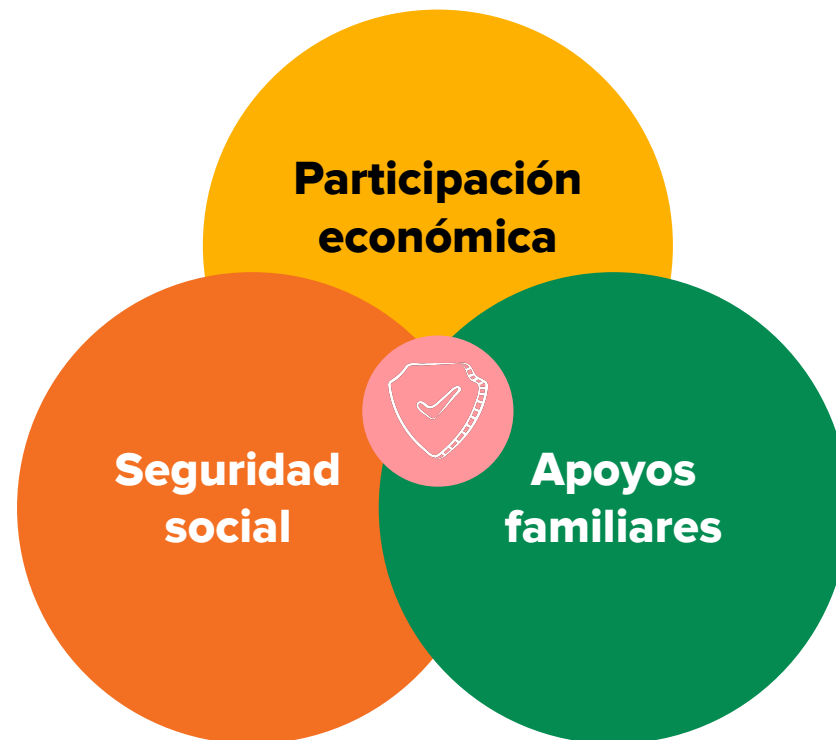 Participación
económica
Seguridad
social
Apoyos
familiares